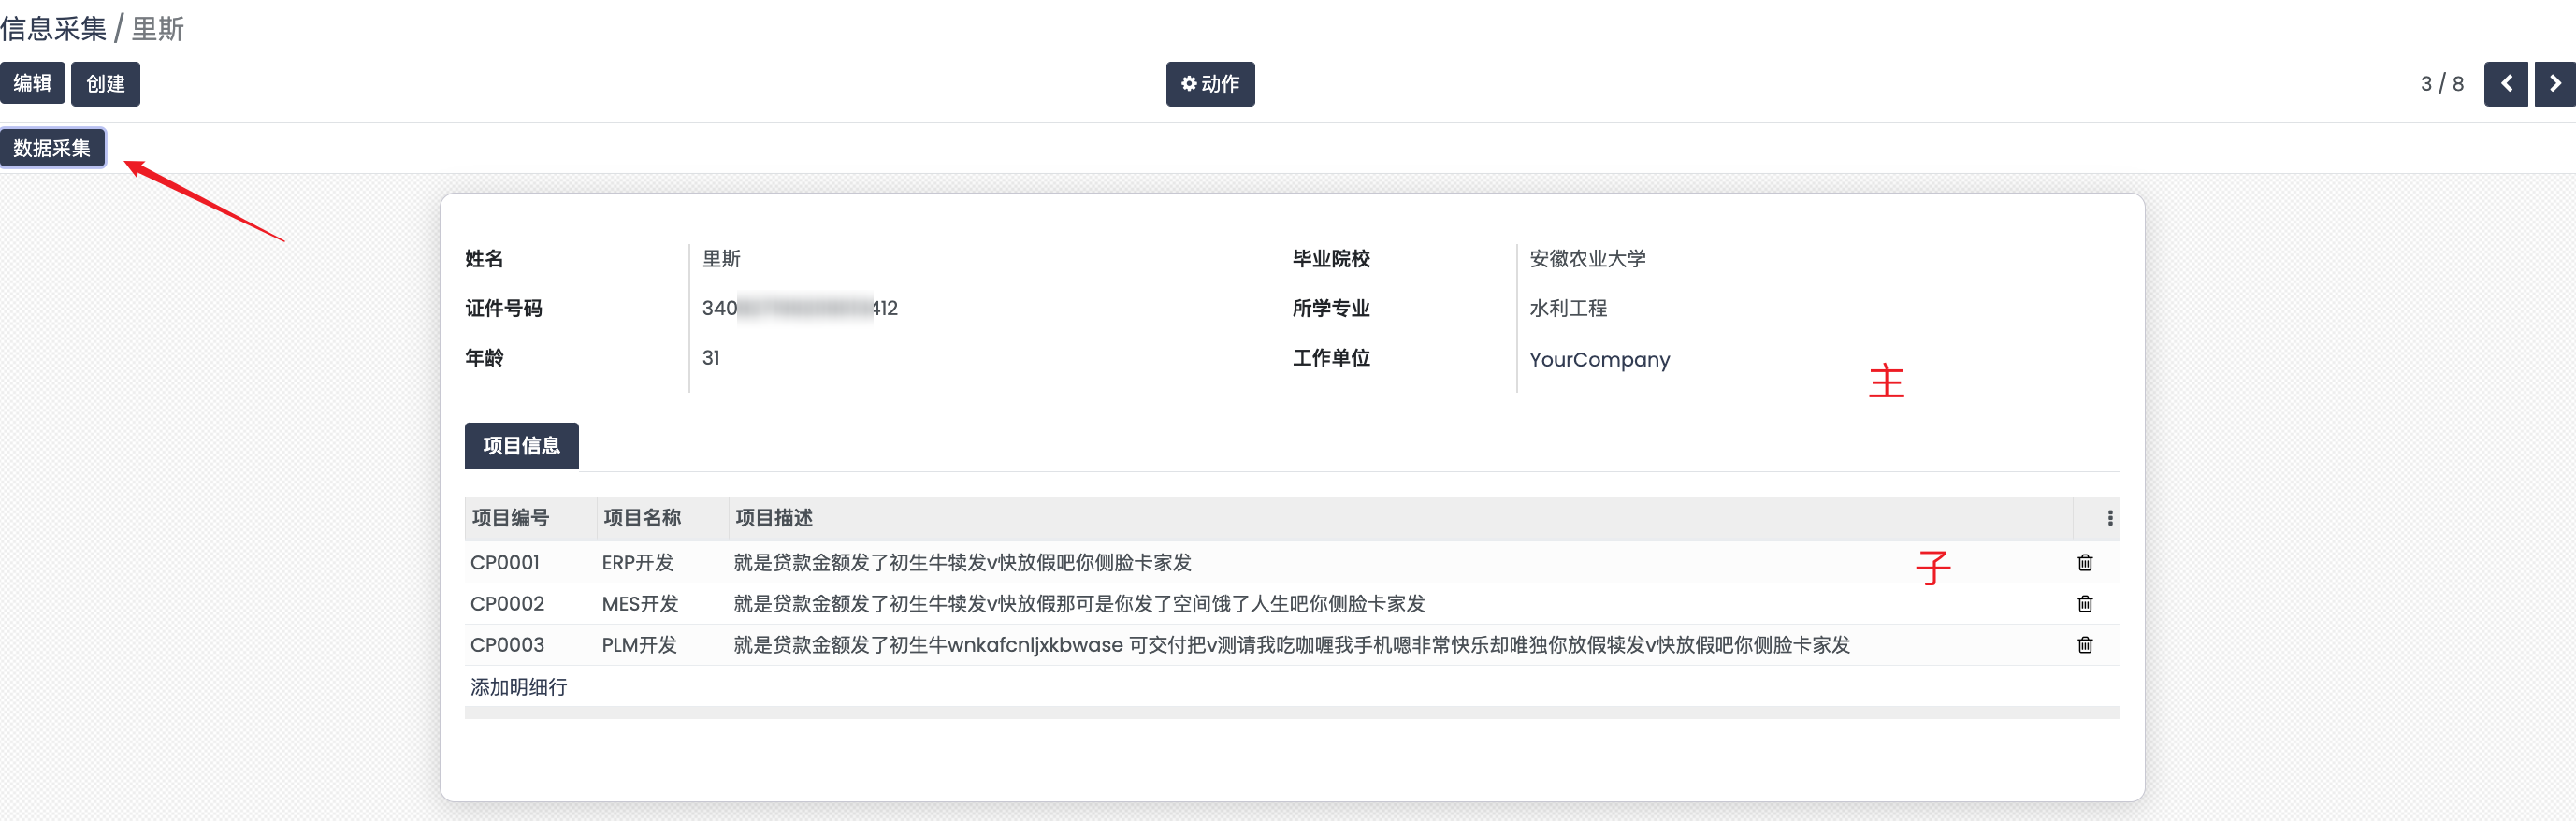 信息采集 / 里斯
编辑 创建 动作 3 / 8
数据采集
姓名 里斯 毕业院校 安徽农业大学
证件号码 340 412 所学专业 水利工程
年龄 31 工作单位 YourCompany
主
项目信息
项目编号 项目名称 项目描述
CP0001 ERP开发 就是贷款金额发了初生牛犊发v快放假吧你侧脸卡家发
子
CP0002 MES开发 就是贷款金额发了初生牛犊发v快放假那可是你发了空间饿了人生吧你侧脸卡家发
CP0003 PLM开发 就是贷款金额发了初生牛wnkafcnljxkbwase 可交付把v测请我吃咖喱我手机嗯非常快乐却唯独你放假犊发v快放假吧你侧脸卡家发
添加明细行